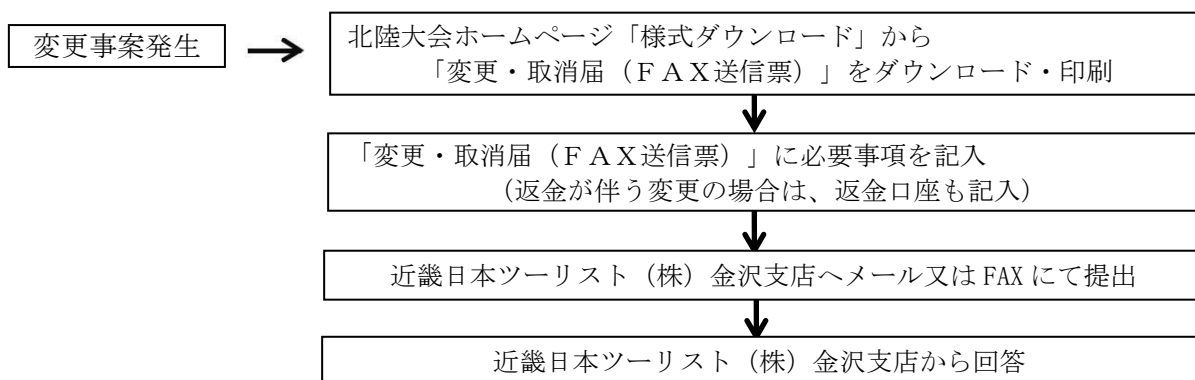 変更事案発生
北陸大会ホームページ「様式ダウンロード」から
「変更・取消届（ＦＡＸ送信票）」をダウンロード・印刷
「変更・取消届（ＦＡＸ送信票）」に必要事項を記入
（返金が伴う変更の場合は、返金口座も記入）
近畿日本ツーリスト（株）金沢支店へメール又は FAX にて提出
近畿日本ツーリスト（株）金沢支店から回答